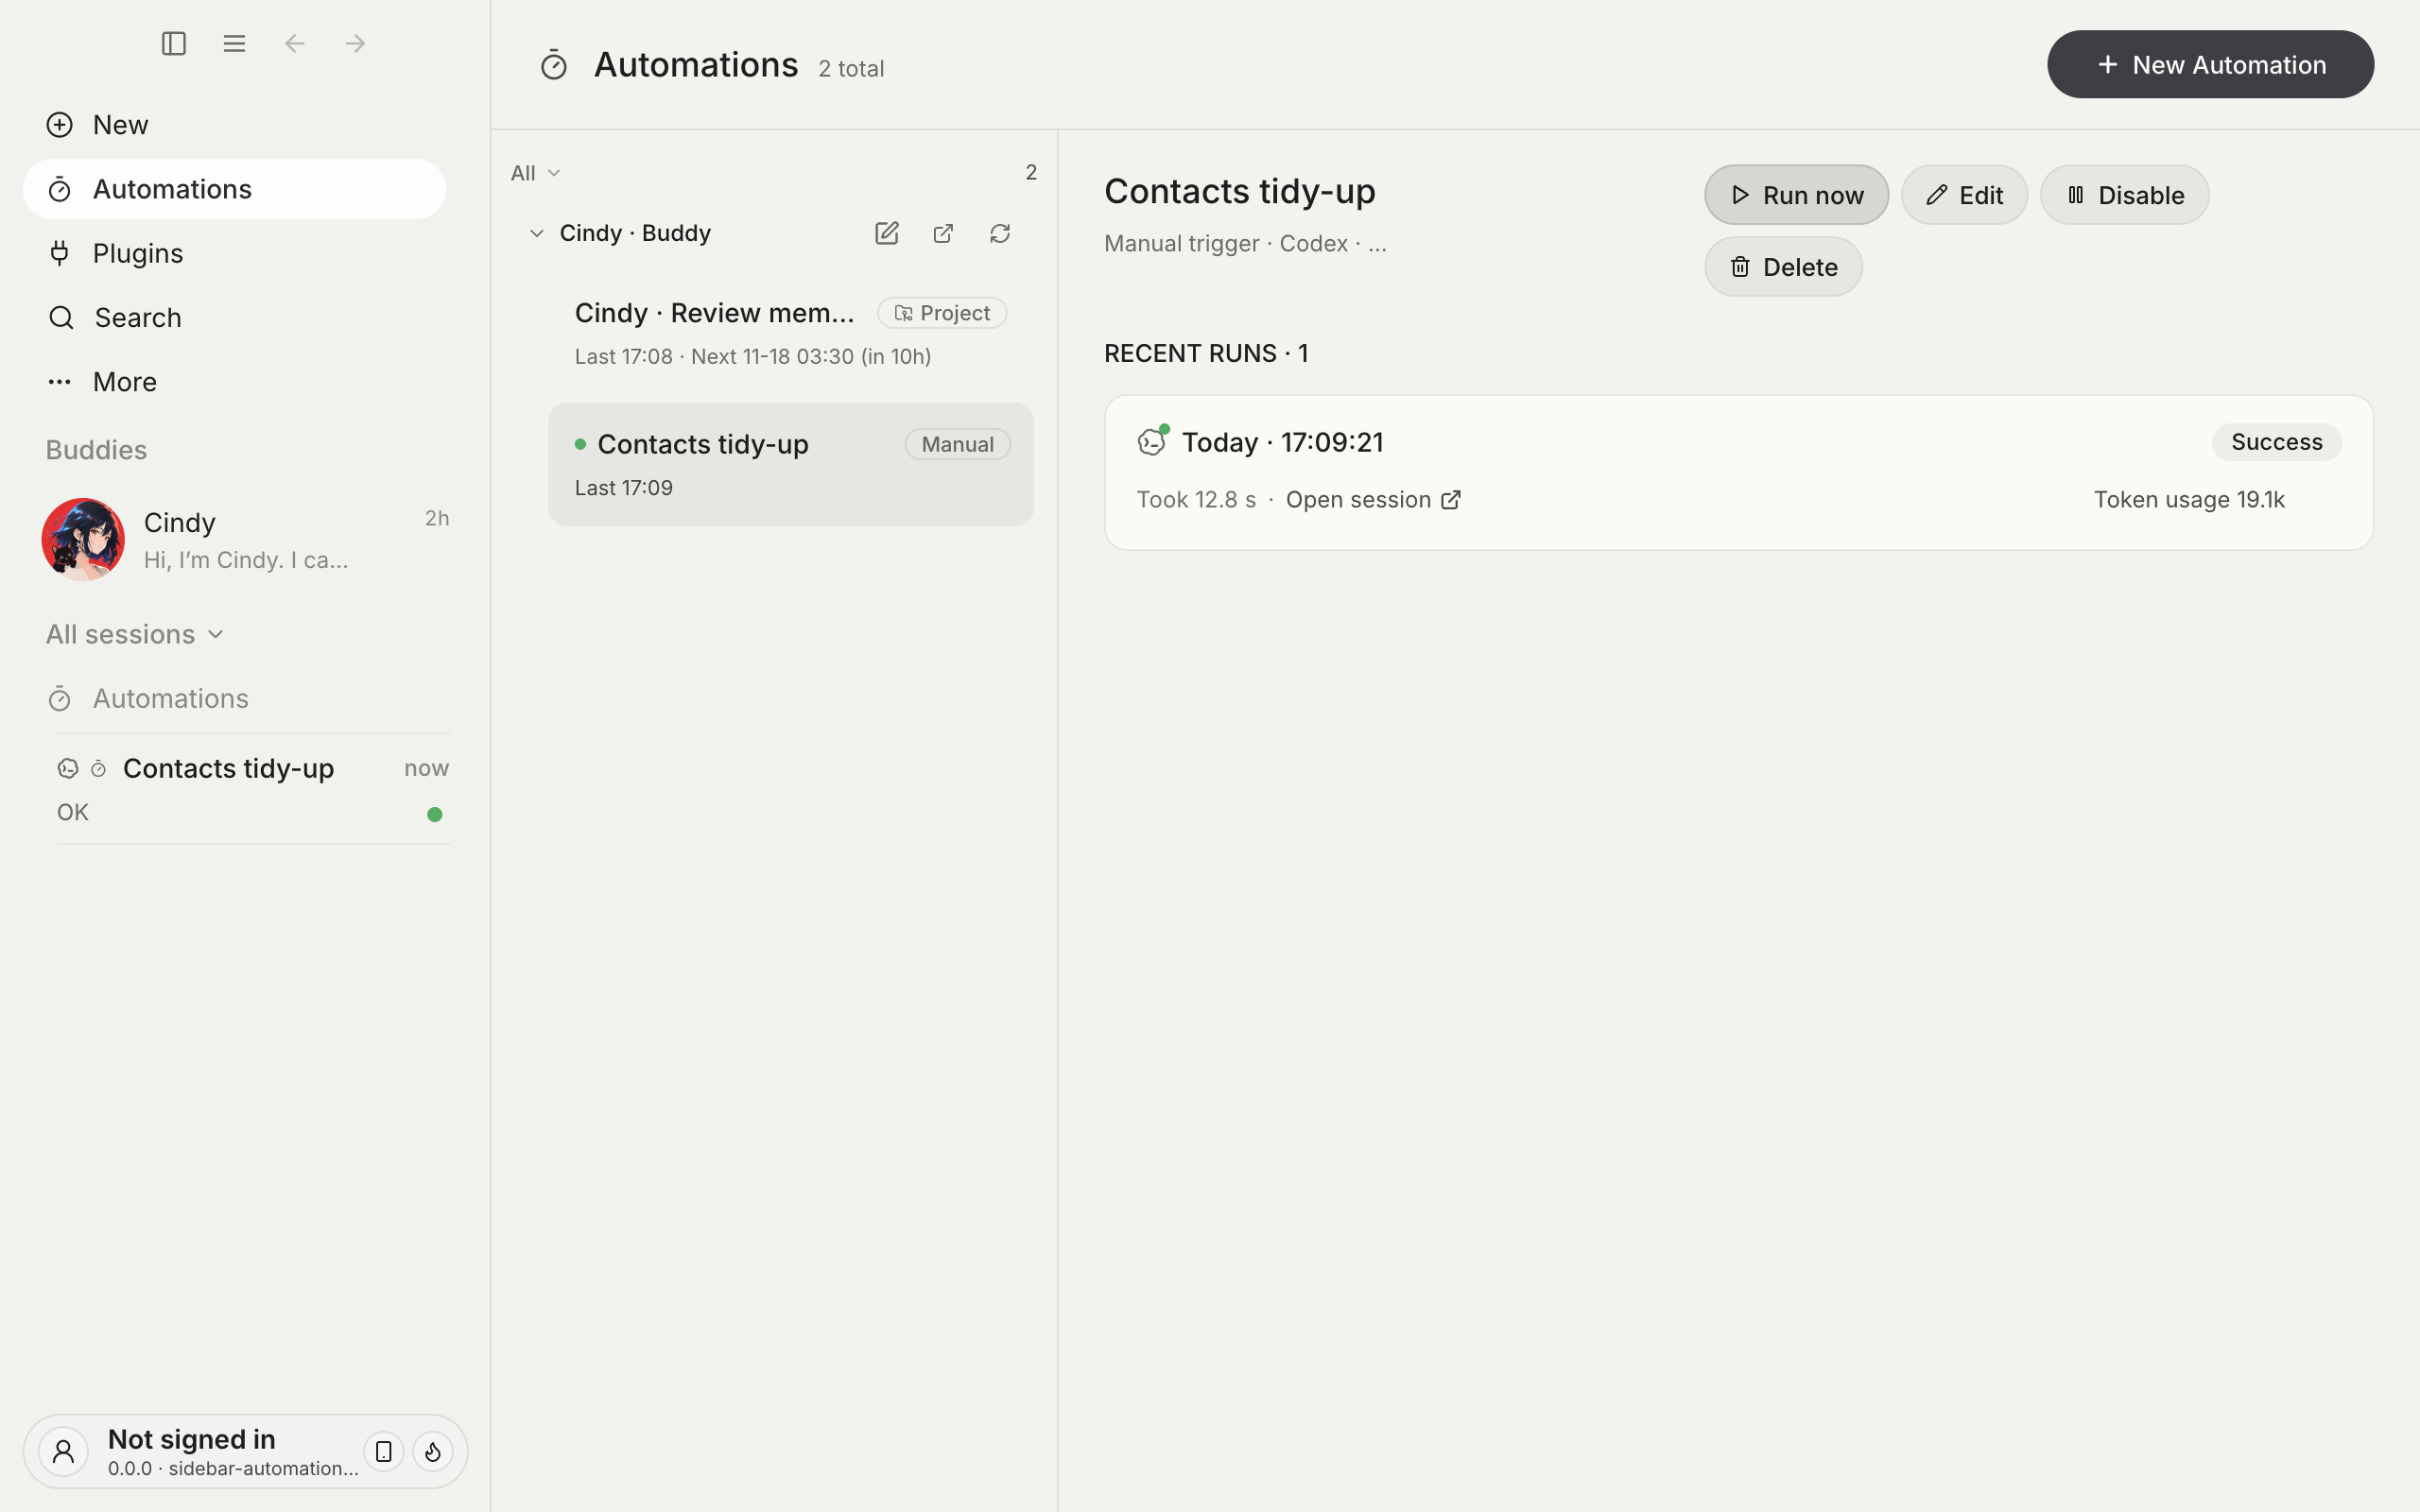 New
Automations
Plugins
Search
More
Buddies
Cindy
2h
Hi, I’m Cindy. I ca...
All sessions
Automations
Contacts tidy-up
now
OK
Not signed in
0.0.0 · sidebar-automation...
Automations 2 total
New Automation
All
2
Cindy · Buddy
Cindy · Review mem...
Project
Last 17:08 · Next 11-18 03:30 (in 10h)
Contacts tidy-up
Manual
Last 17:09
Contacts tidy-up
Manual trigger · Codex · ...
Run now
Edit
Disable
Delete
RECENT RUNS · 1
Today · 17:09:21
Success
Took 12.8 s · Open session
Token usage 19.1k